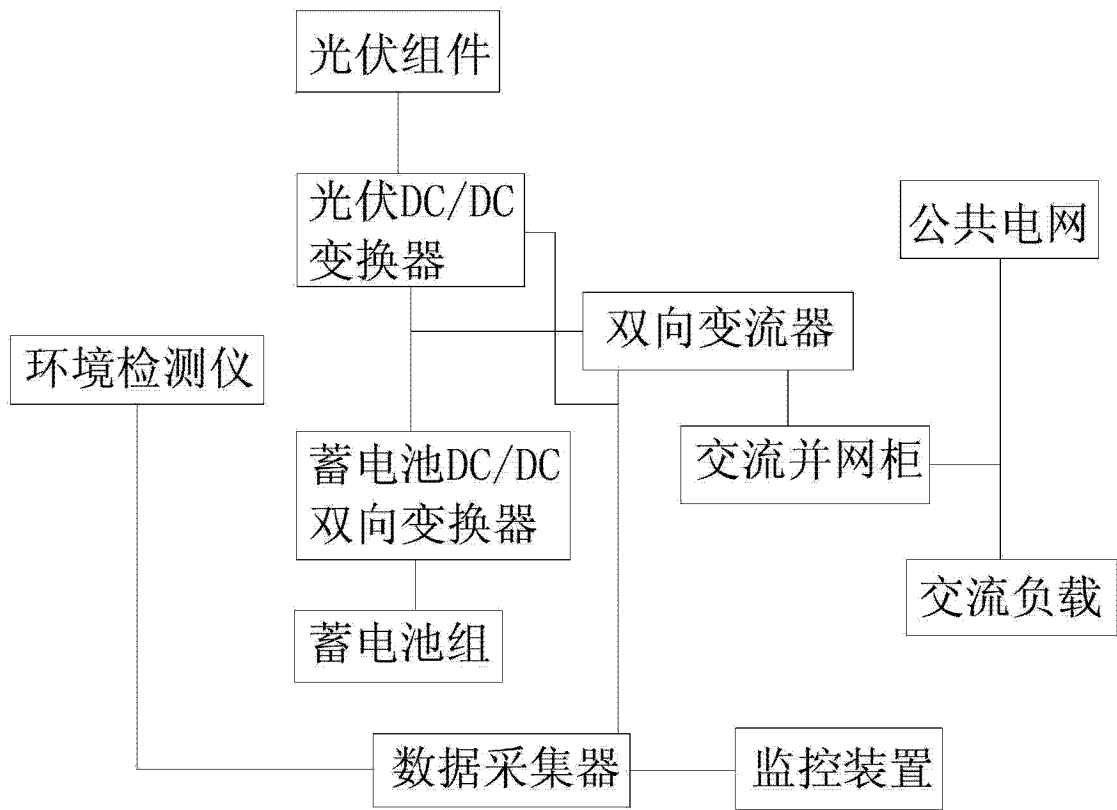 光伏组件
光伏DC/DC
变换器
公共电网
双向变流器
环境检测仪
蓄电池DC/DC
双向变换器
交流并网柜
交流负载
蓄电池组
数据采集器
监控装置